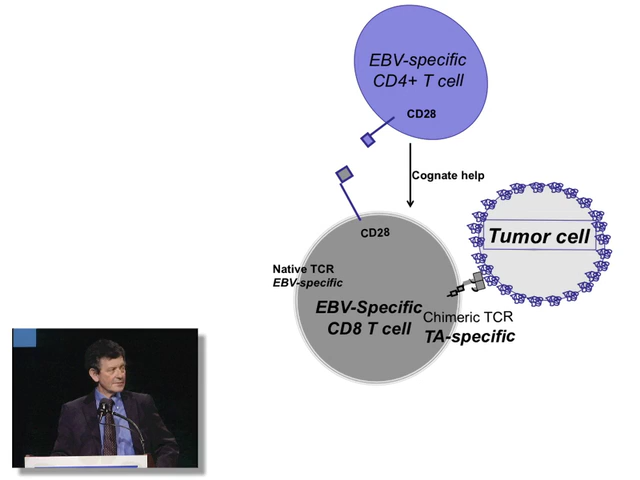 EBV-specific
CD4+ T cell
CD28
Cognate help
Tumor cell
CD28
Native TCR
EBV-specific
EBV-Specific
CD8 T cell
Chimeric TCR
TA-specific